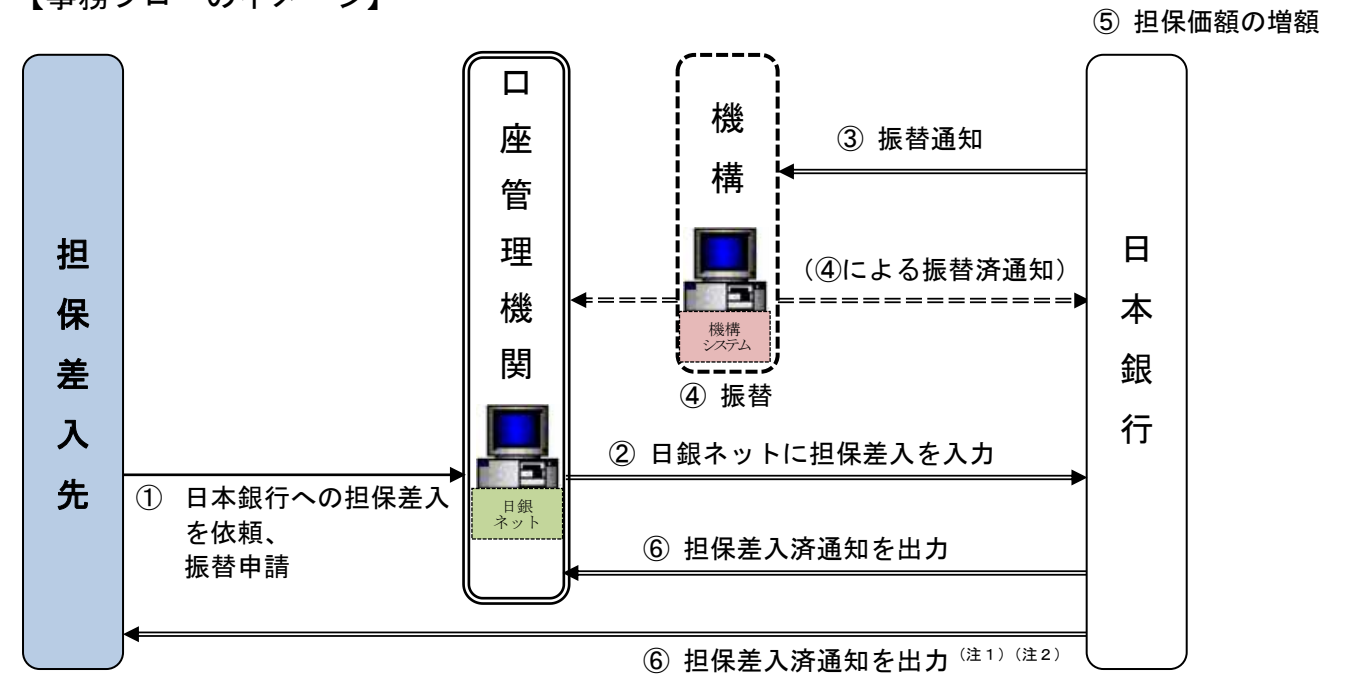 【事務フローのイメージ】
⑤ 担保価額の増額
担保差入先
口座管理機関
機構
日本銀行
③ 振替通知
（④による振替済通知）
機構
システム
④ 振替
② 日銀ネットに担保差入を入力
① 日本銀行への担保差入
を依頼、
振替申請
日銀
ネット
⑥ 担保差入済通知を出力
⑥ 担保差入済通知を出力（注１）（注２）